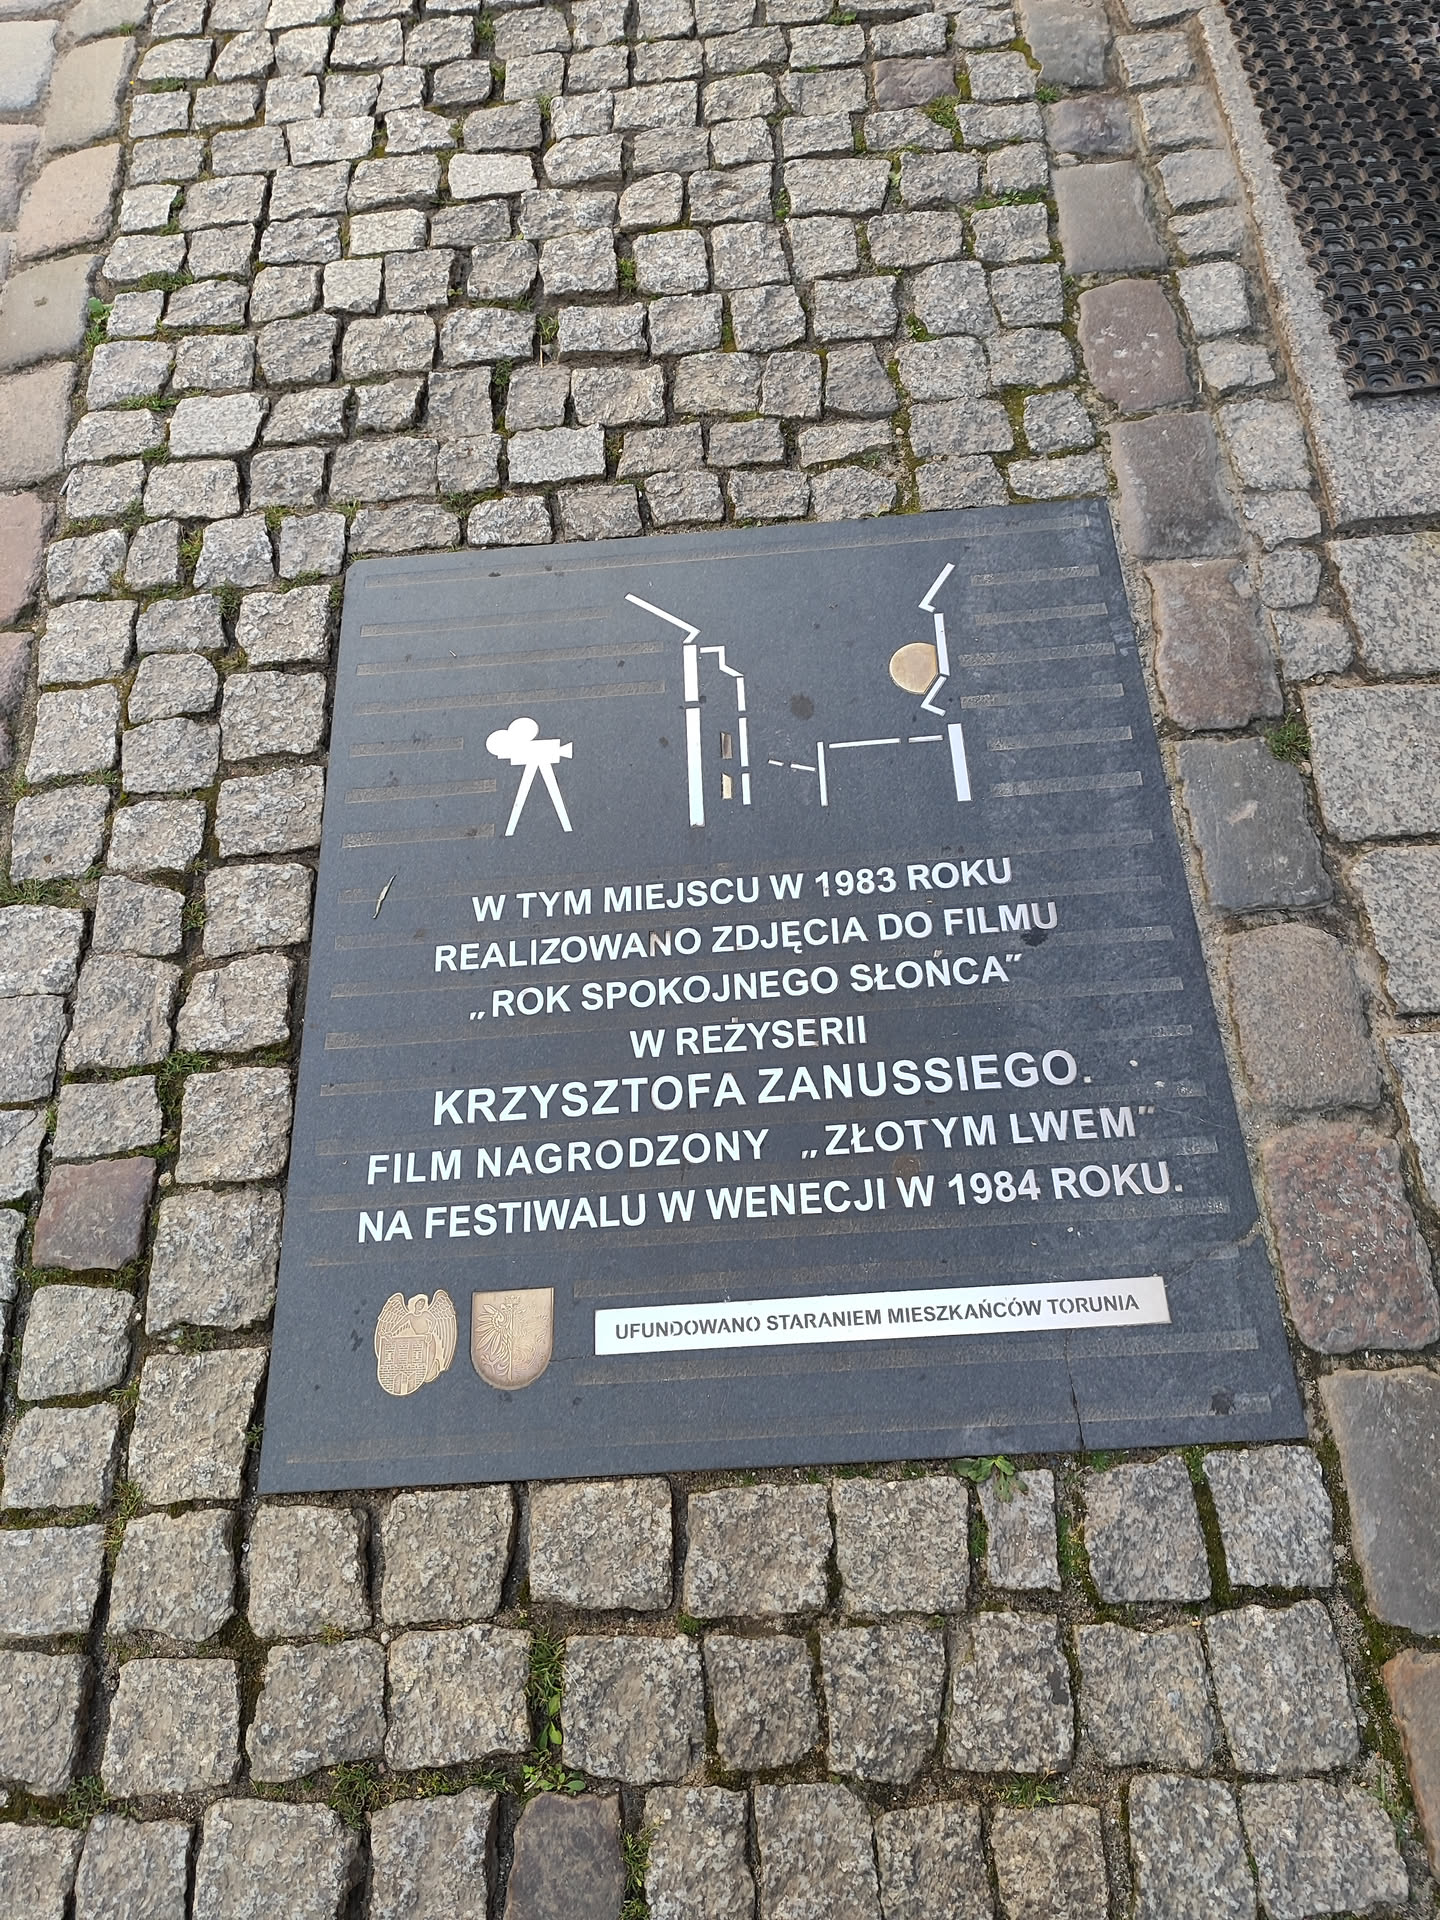 W TYM MIEJSCU W 1983 ROKU
REALIZOWANO ZDJĘCIA DO FILMU
„ROK SPOKOJNEGO SŁOŃCA”
W REŻYSERII
KRZYSZTOFA ZANUSSIEGO.
FILM NAGRODZONY „ZŁOTYM LWEM”
NA FESTIWALU W WENECJI W 1984 ROKU.
UFUNDOWANO STARANIEM MIESZKAŃCÓW TORUNIA